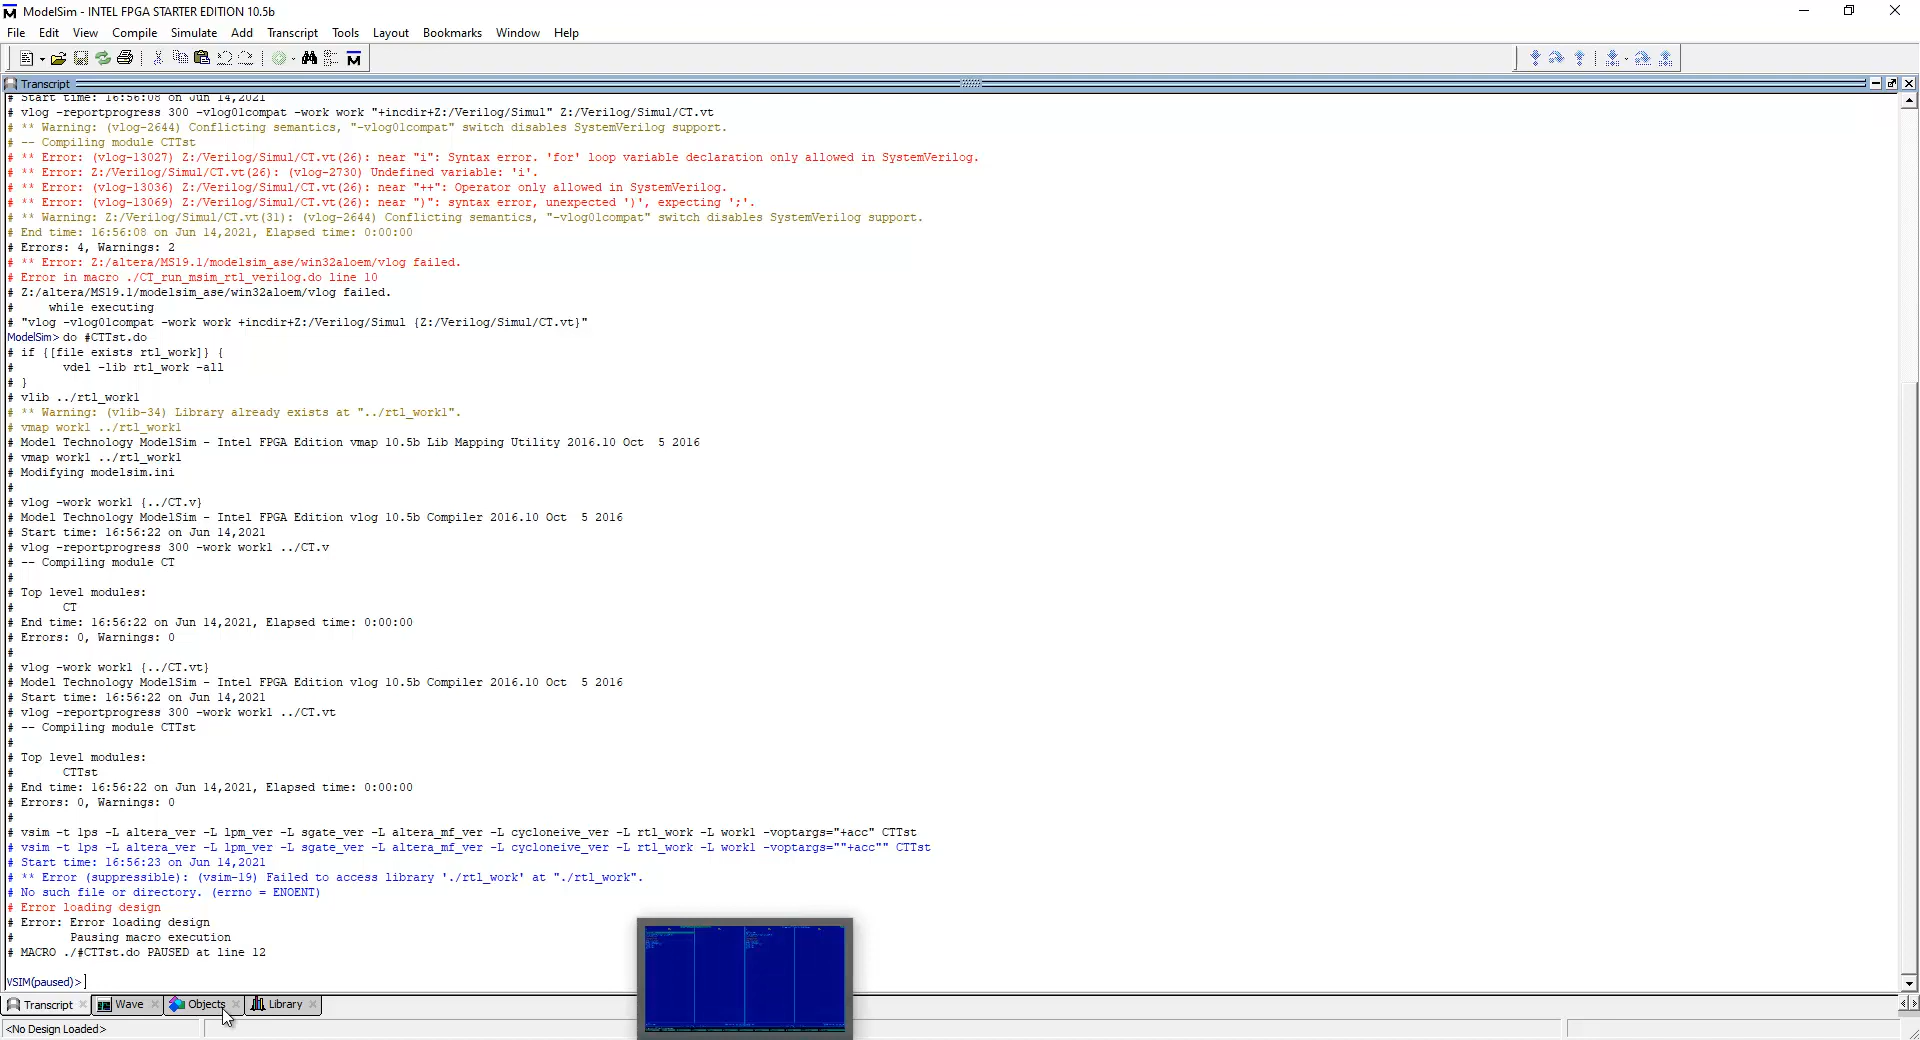 ModelSim - INTEL FPGA STARTER EDITION 10.5b
File Edit View Compile Simulate Add Transcript Tools Layout Bookmarks Window Help
Transcript
# Start time: 16:56:08 on Jun 14,2021
# vlog -reportprogress 300 -vlog01compat -work work "+incdir+Z:/Verilog/Simul" Z:/Verilog/Simul/CT.vt
# ** Warning: (vlog-2644) Conflicting semantics, "-vlog01compat" switch disables SystemVerilog support.
# -- Compiling module CTTst
# ** Error: (vlog-13027) Z:/Verilog/Simul/CT.vt(26): near "i": Syntax error. 'for' loop variable declaration only allowed in SystemVerilog.
# ** Error: Z:/Verilog/Simul/CT.vt(26): (vlog-2730) Undefined variable: 'i'.
# ** Error: (vlog-13036) Z:/Verilog/Simul/CT.vt(26): near "++": Operator only allowed in SystemVerilog.
# ** Error: (vlog-13069) Z:/Verilog/Simul/CT.vt(26): near ")": syntax error, unexpected ')', expecting ';'.
# ** Warning: Z:/Verilog/Simul/CT.vt(31): (vlog-2644) Conflicting semantics, "-vlog01compat" switch disables SystemVerilog support.
# End time: 16:56:08 on Jun 14,2021, Elapsed time: 0:00:00
# Errors: 4, Warnings: 2
# ** Error: Z:/altera/MS19.1/modelsim_ase/win32aloem/vlog failed.
# Error in macro ./CT_run_msim_rtl_verilog.do line 10
# Z:/altera/MS19.1/modelsim_ase/win32aloem/vlog failed.
#     while executing
# "vlog -vlog01compat -work work +incdir+Z:/Verilog/Simul {Z:/Verilog/Simul/CT.vt}"
ModelSim> do #CTTst.do
# if {[file exists rtl_work]} {
#       vdel -lib rtl_work -all
# }
# vlib ../rtl_work1
# ** Warning: (vlib-34) Library already exists at "../rtl_work1".
# vmap work1 ../rtl_work1
# Model Technology ModelSim - Intel FPGA Edition vmap 10.5b Lib Mapping Utility 2016.10 Oct  5 2016
# vmap work1 ../rtl_work1
# Modifying modelsim.ini
#
# vlog -work work1 {../CT.v}
# Model Technology ModelSim - Intel FPGA Edition vlog 10.5b Compiler 2016.10 Oct  5 2016
# Start time: 16:56:22 on Jun 14,2021
# vlog -reportprogress 300 -work work1 ../CT.v
# -- Compiling module CT
#
# Top level modules:
#       CT
# End time: 16:56:22 on Jun 14,2021, Elapsed time: 0:00:00
# Errors: 0, Warnings: 0
#
# vlog -work work1 {../CT.vt}
# Model Technology ModelSim - Intel FPGA Edition vlog 10.5b Compiler 2016.10 Oct  5 2016
# Start time: 16:56:22 on Jun 14,2021
# vlog -reportprogress 300 -work work1 ../CT.vt
# -- Compiling module CTTst
#
# Top level modules:
#       CTTst
# End time: 16:56:22 on Jun 14,2021, Elapsed time: 0:00:00
# Errors: 0, Warnings: 0
#
# vsim -t 1ps -L altera_ver -L lpm_ver -L sgate_ver -L altera_mf_ver -L cycloneive_ver -L rtl_work -L work1 -voptargs="+acc" CTTst
# vsim -t 1ps -L altera_ver -L lpm_ver -L sgate_ver -L altera_mf_ver -L cycloneive_ver -L rtl_work -L work1 -voptargs=""+acc"" CTTst
# Start time: 16:56:23 on Jun 14,2021
# ** Error (suppressible): (vsim-19) Failed to access library './rtl_work' at "./rtl_work".
# No such file or directory. (errno = ENOENT)
# Error loading design
# Error: Error loading design
#        Pausing macro execution
# MACRO ./#CTTst.do PAUSED at line 12
VSIM(paused)>
Transcript Wave Objects Library
<No Design Loaded>